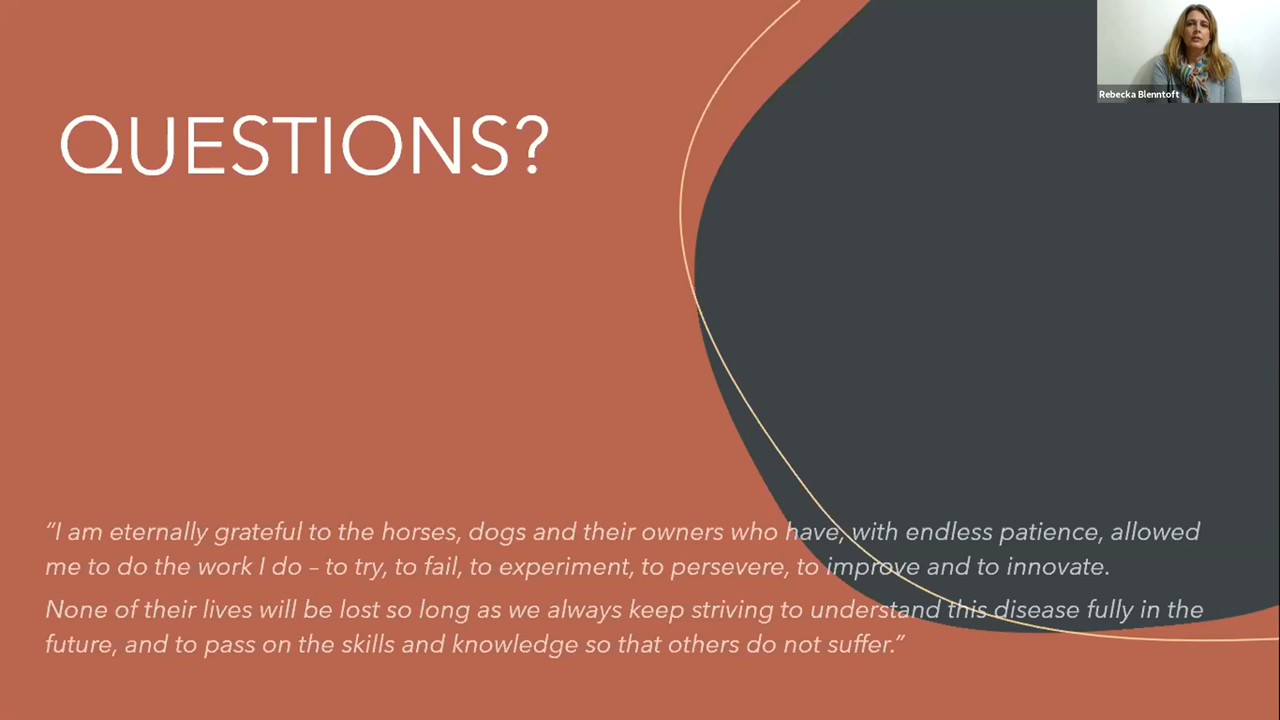 Rebecka Blenntoft
QUESTIONS?
“I am eternally grateful to the horses, dogs and their owners who have, with endless patience, allowed
me to do the work I do – to try, to fail, to experiment, to persevere, to improve and to innovate.
None of their lives will be lost so long as we always keep striving to understand this disease fully in the
future, and to pass on the skills and knowledge so that others do not suffer.”